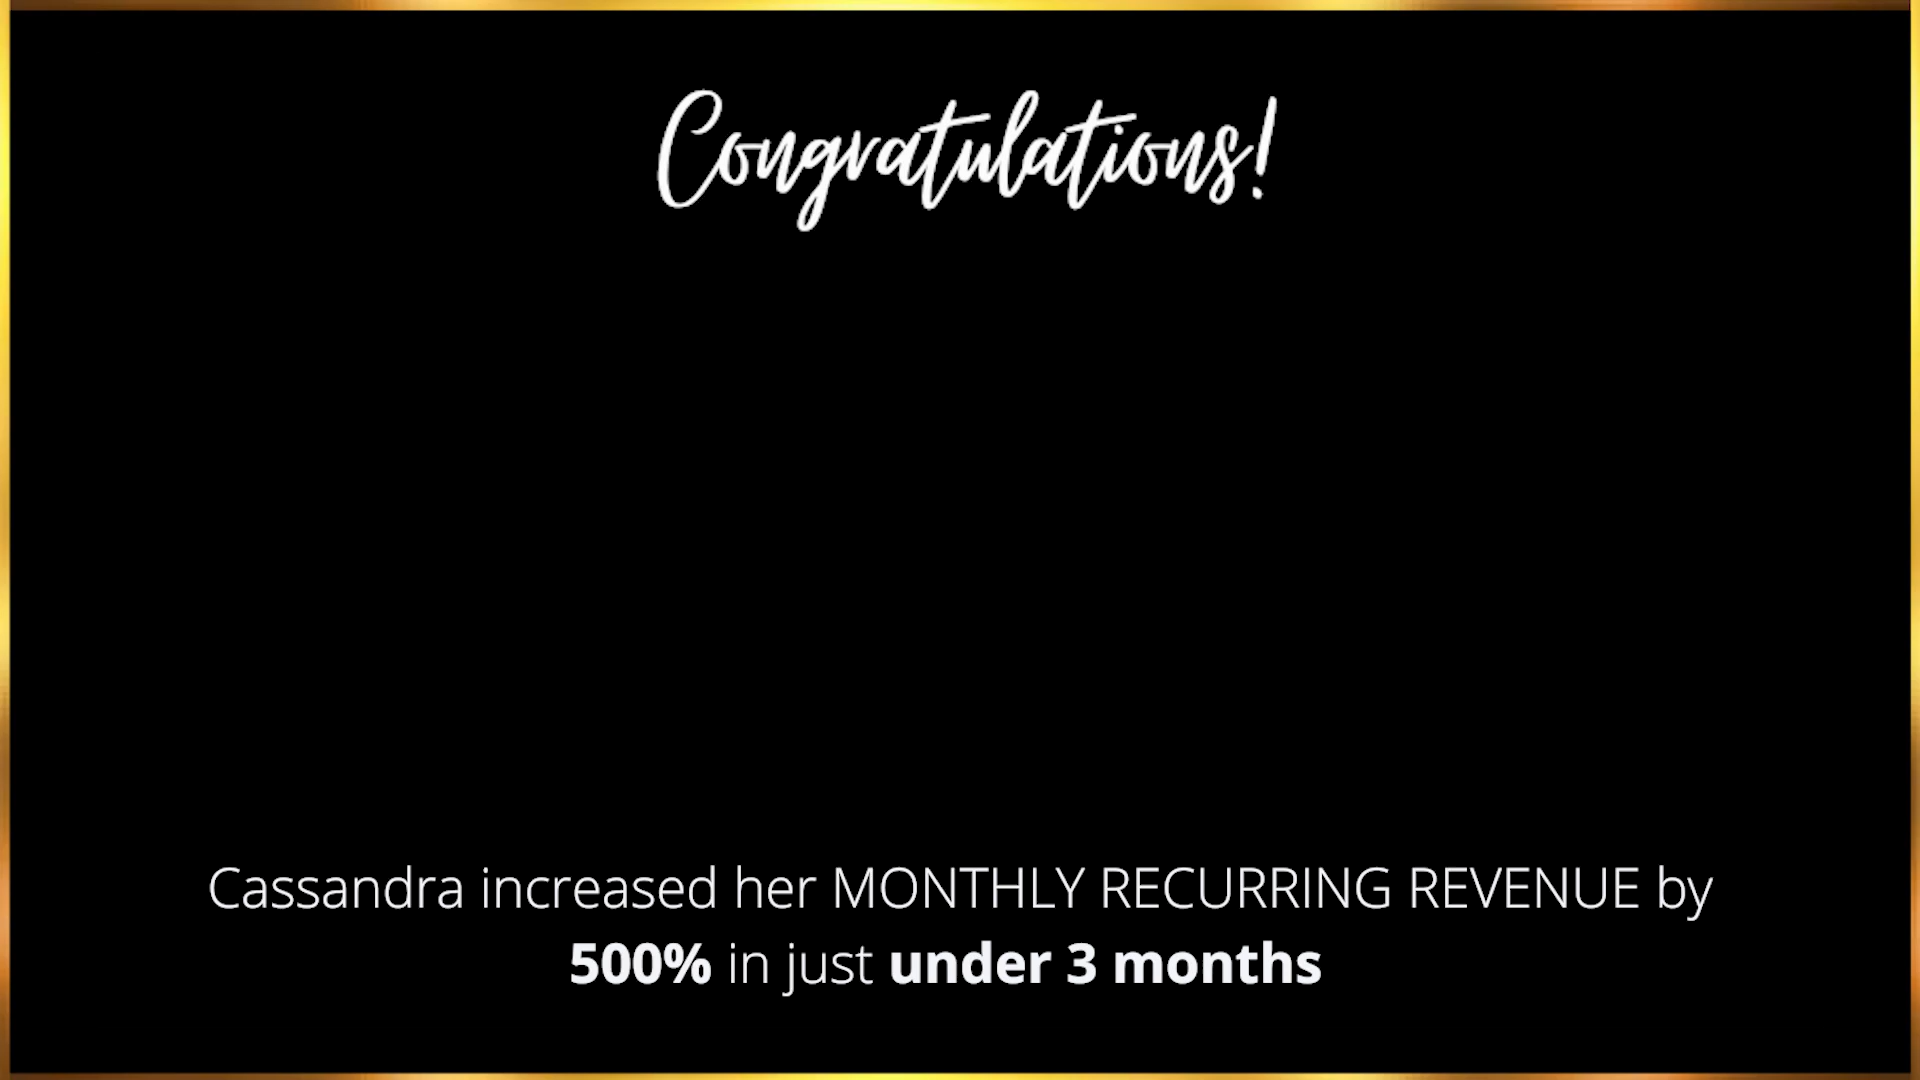 Congratulations!
Cassandra increased her MONTHLY RECURRING REVENUE by
500% in just under 3 months